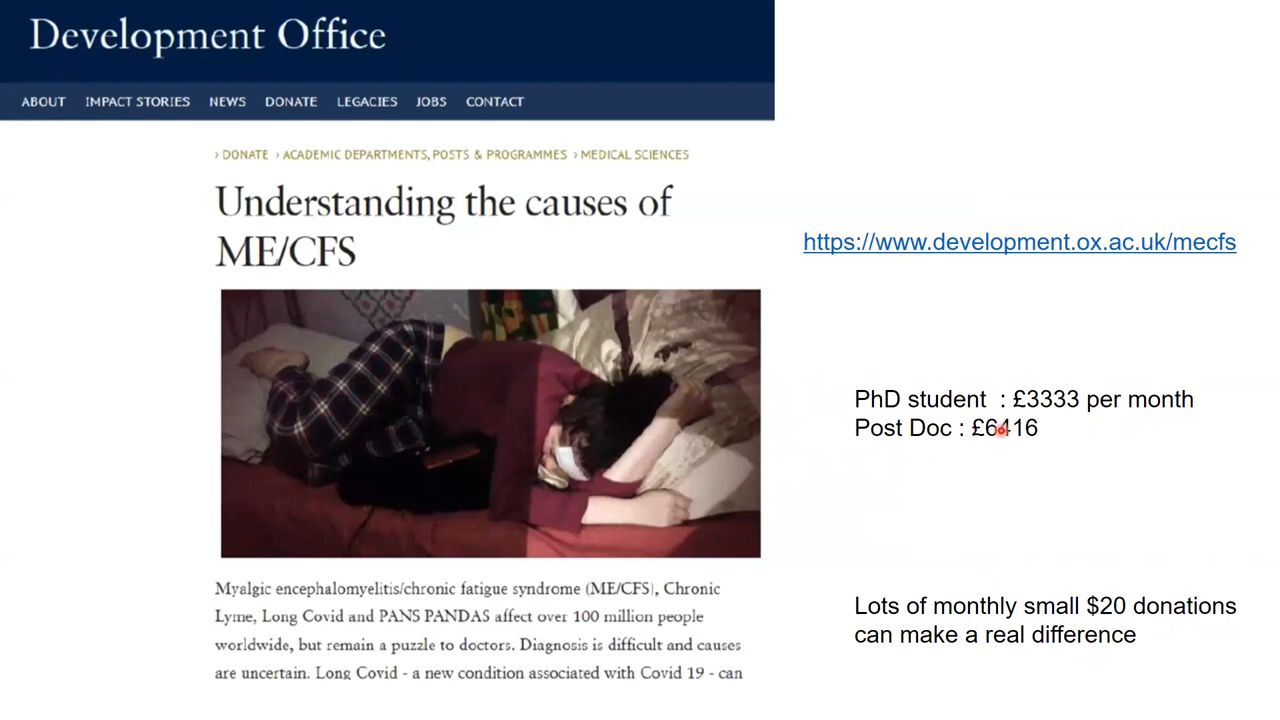 Development Office
ABOUT IMPACT STORIES NEWS DONATE LEGACIES JOBS CONTACT
› DONATE › ACADEMIC DEPARTMENTS, POSTS & PROGRAMMES › MEDICAL SCIENCES
Understanding the causes of
ME/CFS
Myalgic encephalomyelitis/chronic fatigue syndrome (ME/CFS), Chronic
Lyme, Long Covid and PANS PANDAS affect over 100 million people
worldwide, but remain a puzzle to doctors. Diagnosis is difficult and causes
are uncertain. Long Covid - a new condition associated with Covid 19 - can
https://www.development.ox.ac.uk/mecfs
PhD student : £3333 per month
Post Doc : £6416
Lots of monthly small $20 donations
can make a real difference